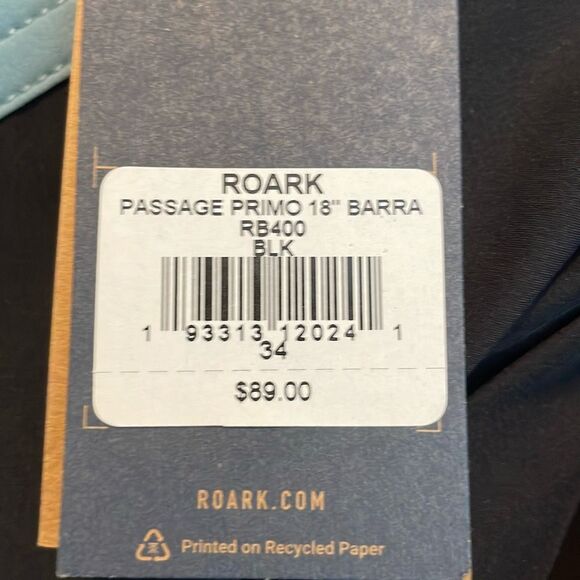 ROARK
PASSAGE PRIMO 18" BARRA
RB400
BLK
1 93313 12024 1
34
$89.00
ROARK.COM
Printed on Recycled Paper